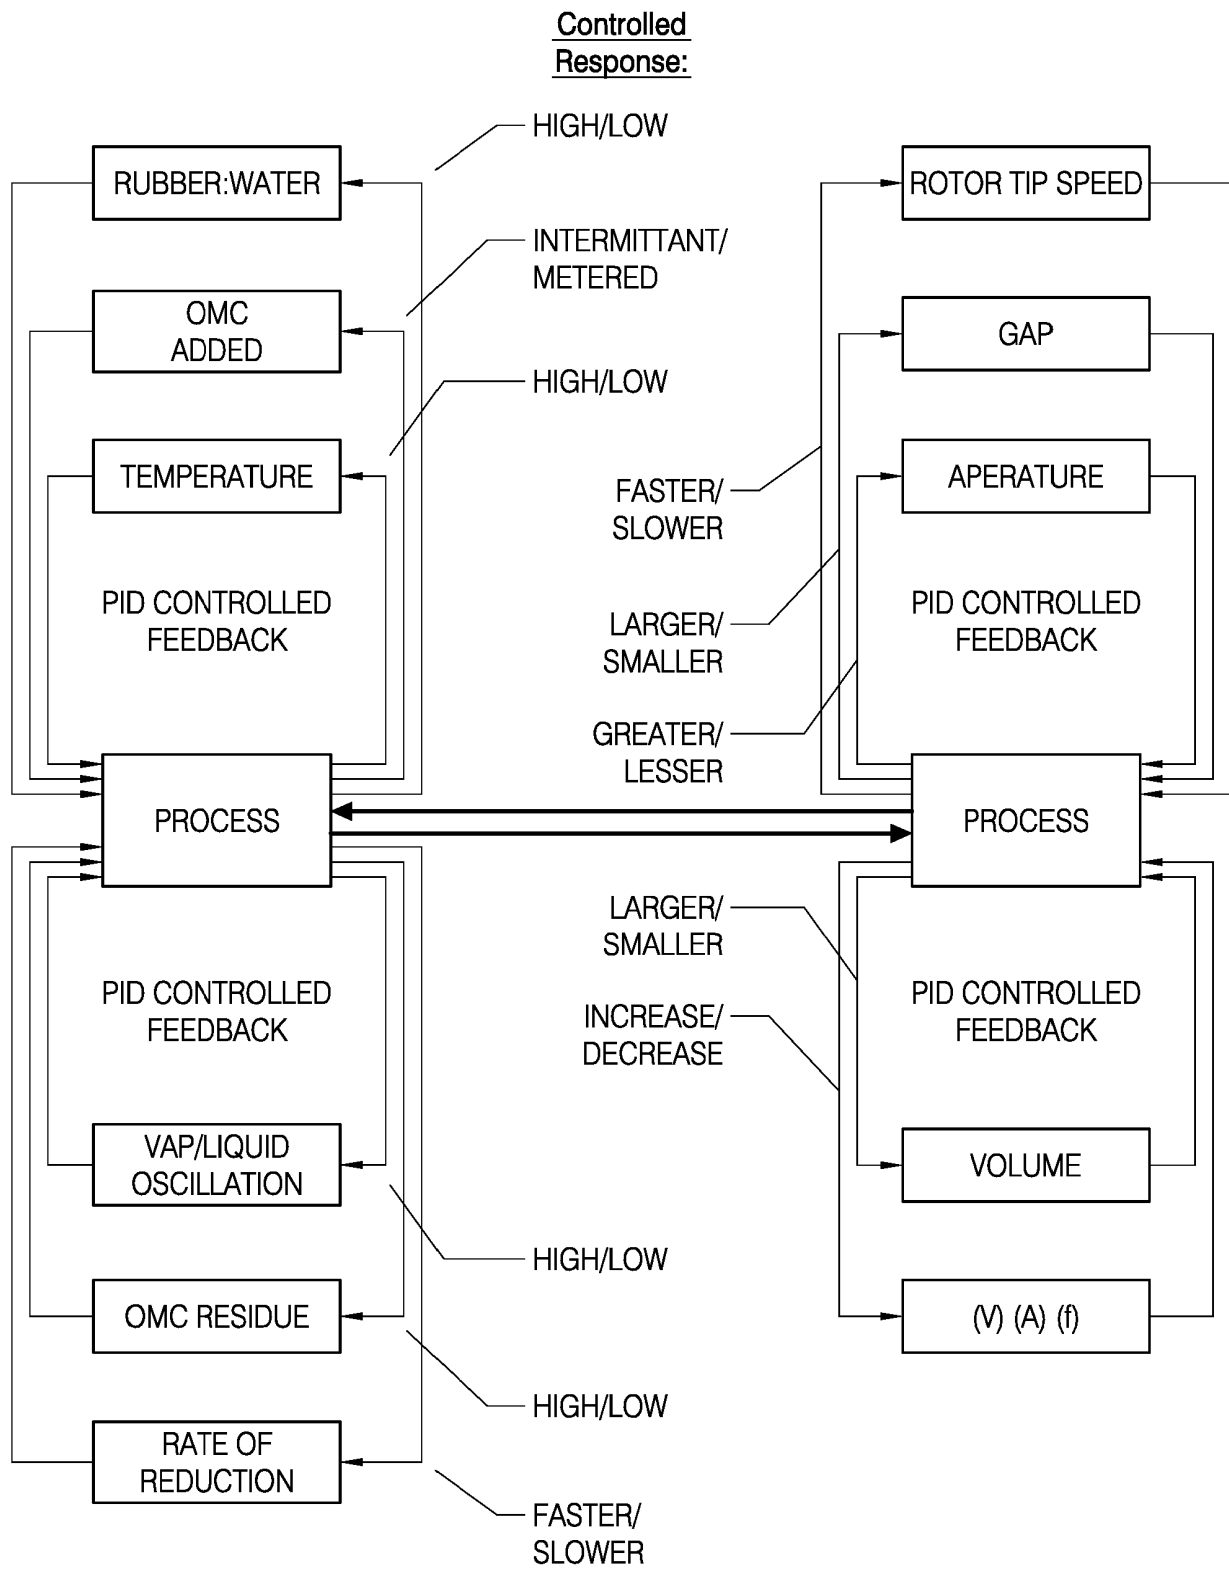 Controlled
Response:
HIGH/LOW
RUBBER:WATER
ROTOR TIP SPEED
INTERMITTANT/
METERED
OMC
ADDED
GAP
HIGH/LOW
TEMPERATURE
APERATURE
FASTER/
SLOWER
PID CONTROLLED
FEEDBACK
PID CONTROLLED
FEEDBACK
LARGER/
SMALLER
GREATER/
LESSER
PROCESS
PROCESS
LARGER/
SMALLER
PID CONTROLLED
FEEDBACK
PID CONTROLLED
FEEDBACK
INCREASE/
DECREASE
VAP/LIQUID
OSCILLATION
VOLUME
HIGH/LOW
OMC RESIDUE
(V) (A) (f)
HIGH/LOW
RATE OF
REDUCTION
FASTER/
SLOWER